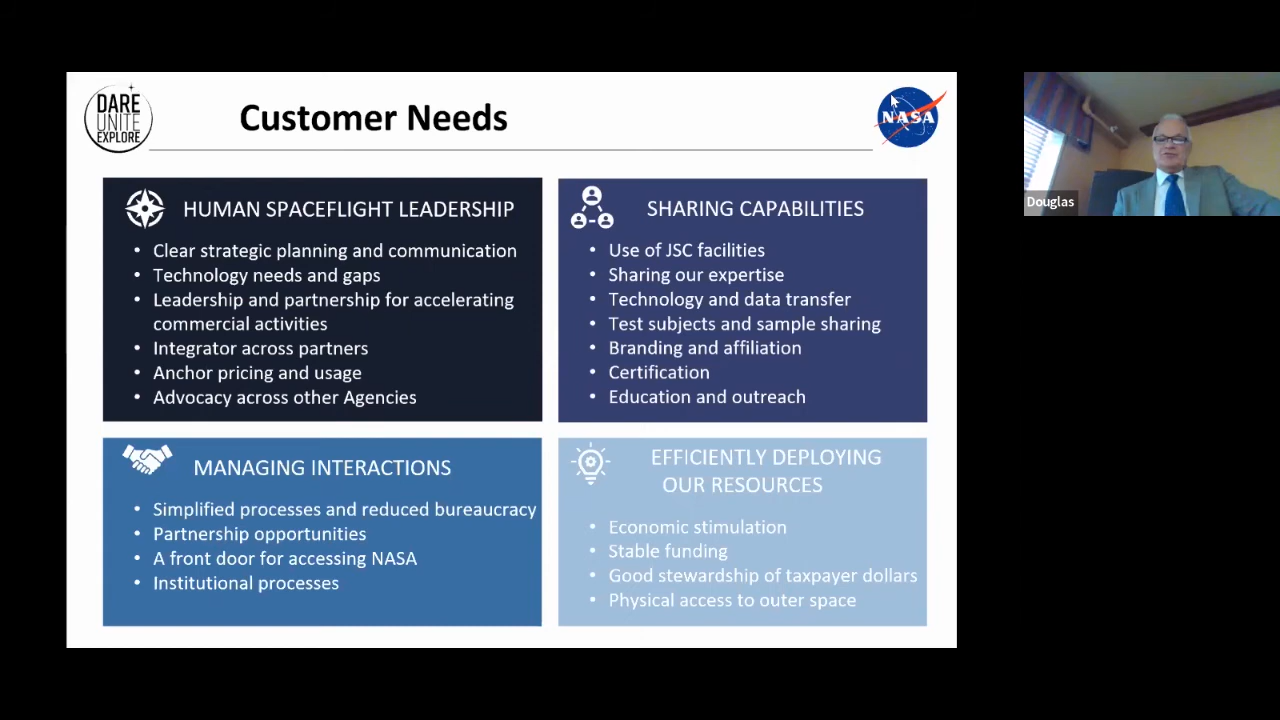 DARE
UNITE
EXPLORE
Customer Needs
NASA
HUMAN SPACEFLIGHT LEADERSHIP
• Clear strategic planning and communication
• Technology needs and gaps
• Leadership and partnership for accelerating
commercial activities
• Integrator across partners
• Anchor pricing and usage
• Advocacy across other Agencies
SHARING CAPABILITIES
• Use of JSC facilities
• Sharing our expertise
• Technology and data transfer
• Test subjects and sample sharing
• Branding and affiliation
• Certification
• Education and outreach
MANAGING INTERACTIONS
• Simplified processes and reduced bureaucracy
• Partnership opportunities
• A front door for accessing NASA
• Institutional processes
EFFICIENTLY DEPLOYING
OUR RESOURCES
• Economic stimulation
• Stable funding
• Good stewardship of taxpayer dollars
• Physical access to outer space
Douglas